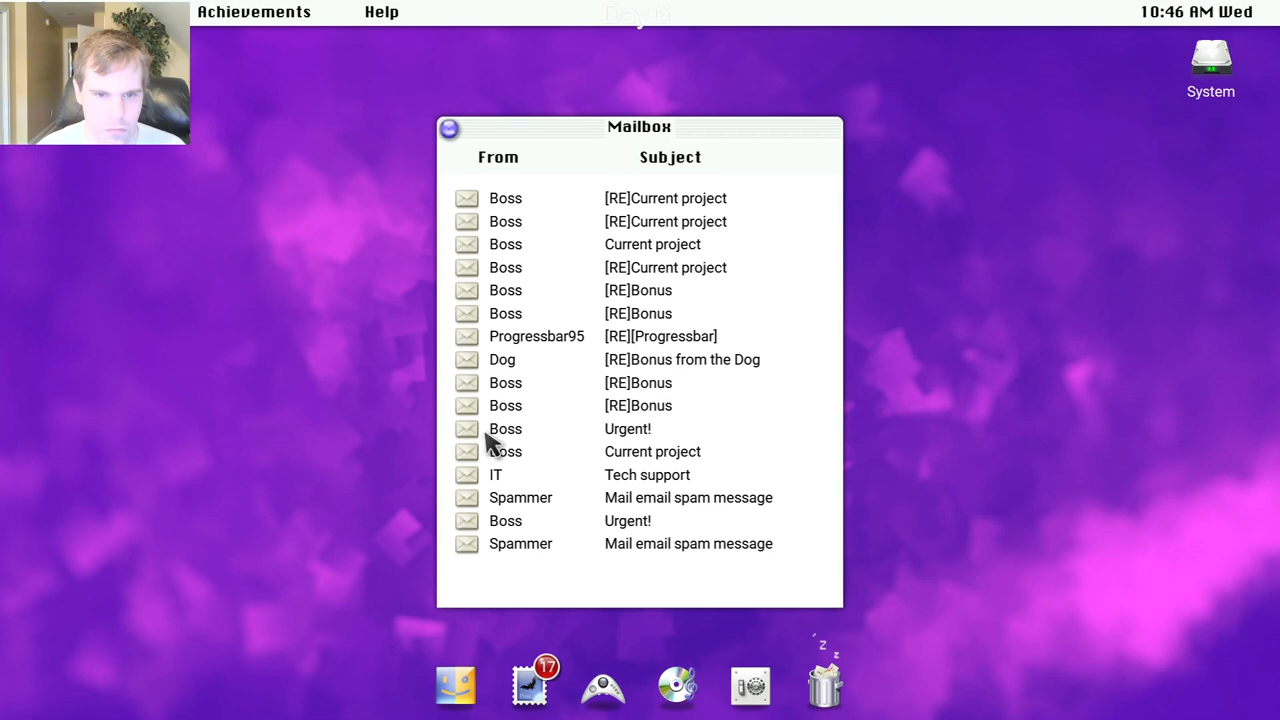 Achievements Help Day 6 10:46 AM Wed
System
Mailbox
From Subject
Boss [RE]Current project
Boss [RE]Current project
Boss Current project
Boss [RE]Current project
Boss [RE]Bonus
Boss [RE]Bonus
Progressbar95 [RE][Progressbar]
Dog [RE]Bonus from the Dog
Boss [RE]Bonus
Boss [RE]Bonus
Boss Urgent!
Boss Current project
IT Tech support
Spammer Mail email spam message
Boss Urgent!
Spammer Mail email spam message
z
z
17